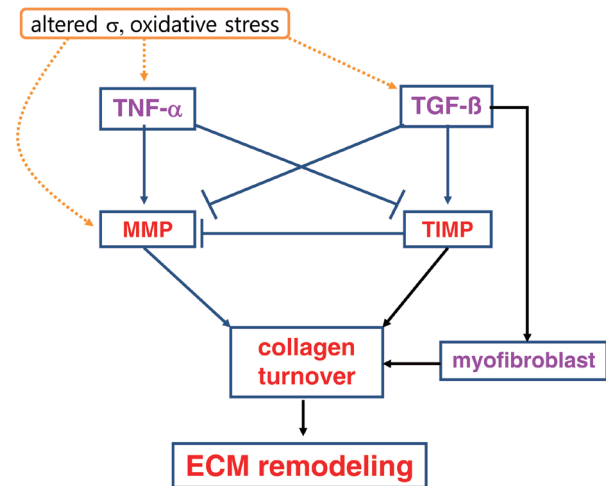 altered σ, oxidative stress
TNF-α
TGF-ß
MMP
TIMP
collagen
turnover
myofibroblast
ECM remodeling